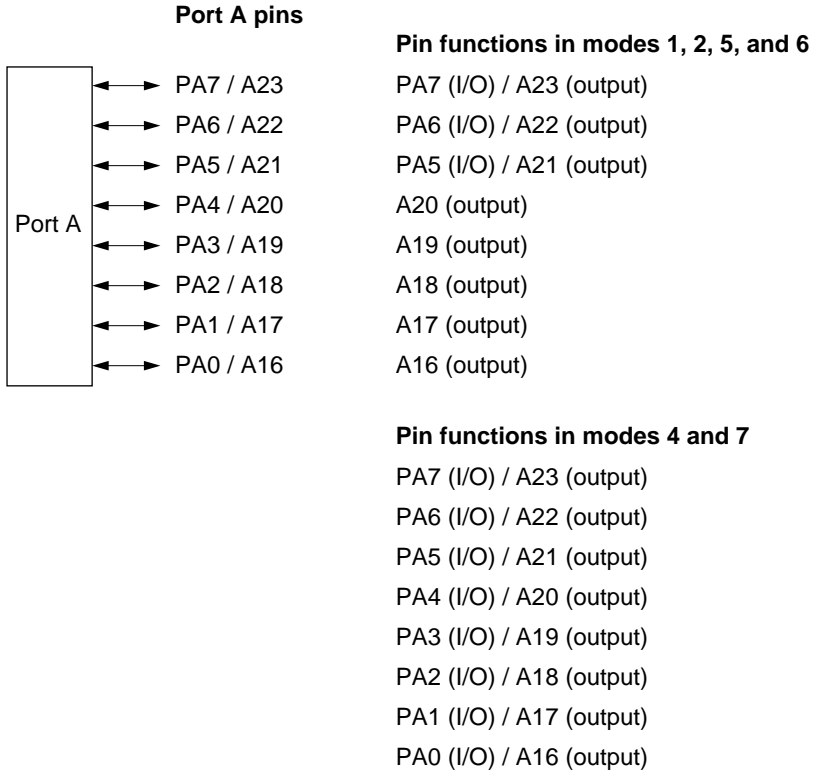 Port A pins
Pin functions in modes 1, 2, 5, and 6
PA7 / A23 PA7 (I/O) / A23 (output)
PA6 / A22 PA6 (I/O) / A22 (output)
PA5 / A21 PA5 (I/O) / A21 (output)
PA4 / A20 A20 (output)
Port A
PA3 / A19 A19 (output)
PA2 / A18 A18 (output)
PA1 / A17 A17 (output)
PA0 / A16 A16 (output)
Pin functions in modes 4 and 7
PA7 (I/O) / A23 (output)
PA6 (I/O) / A22 (output)
PA5 (I/O) / A21 (output)
PA4 (I/O) / A20 (output)
PA3 (I/O) / A19 (output)
PA2 (I/O) / A18 (output)
PA1 (I/O) / A17 (output)
PA0 (I/O) / A16 (output)